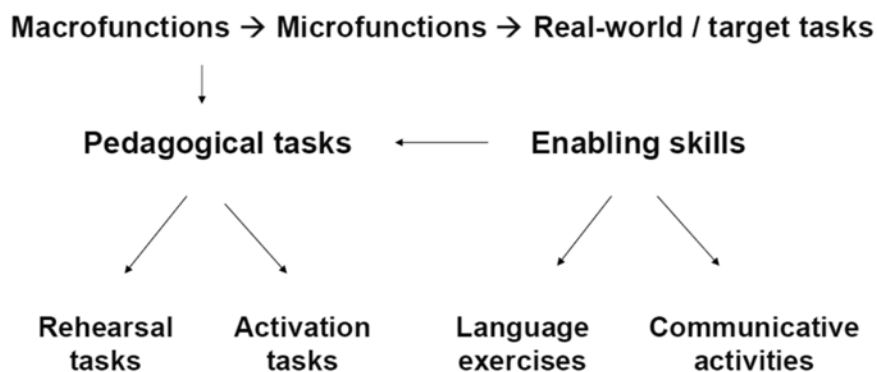 Macrofunctions → Microfunctions → Real-world / target tasks
Pedagogical tasks
Enabling skills
Rehearsal
tasks
Activation
tasks
Language
exercises
Communicative
activities